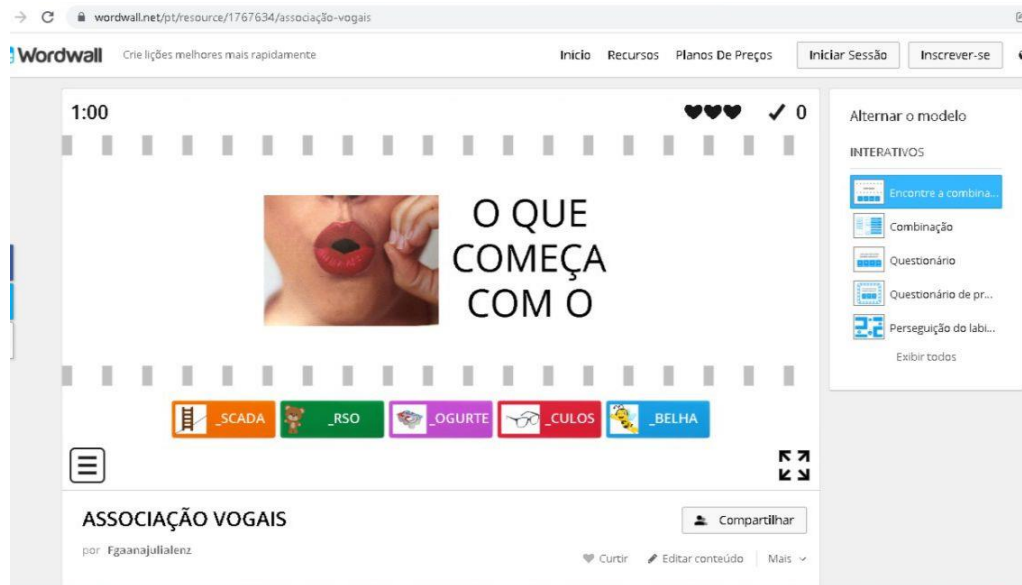 wordwall.net/pt/resource/1767634/associação-vogais
Wordwall
Crie lições melhores mais rapidamente
Início Recursos Planos De Preços Iniciar Sessão Inscrever-se
1:00
0
O QUE
COMEÇA
COM O
_SCADA _RSO _OGURTE _CULOS _BELHA
ASSOCIAÇÃO VOGAIS
Compartilhar
por Fgaanajulialenz
Curtir Editar conteúdo Mais
Alternar o modelo
INTERATIVOS
Encontre a combina...
Combinação
Questionário
Questionário de pr...
Perseguição do labi...
Exibir todos